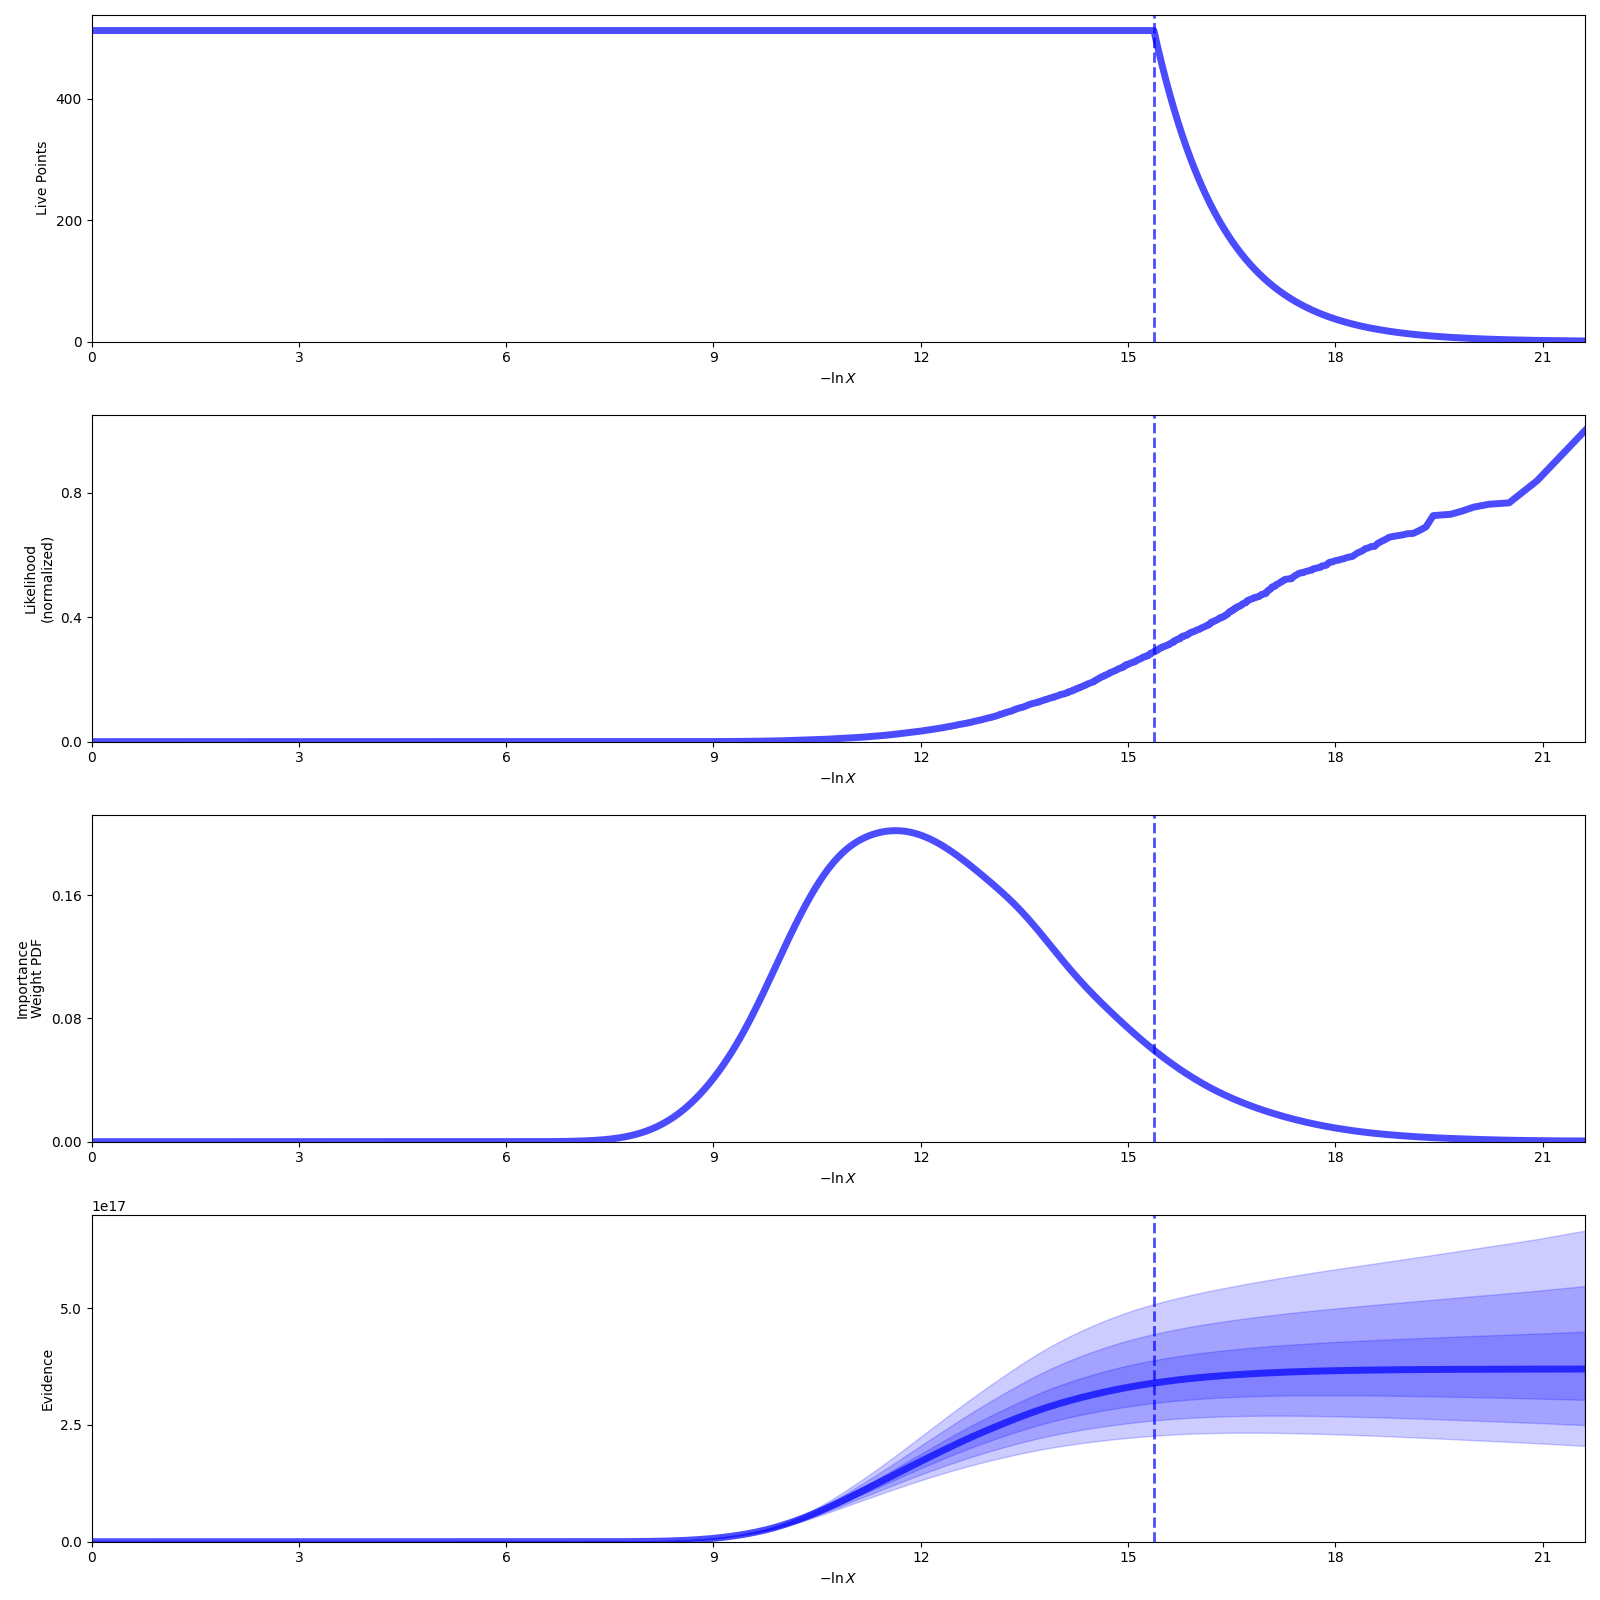 400
200
0
Live Points
0 3 6 9 12 15 18 21
−ln X
0.8
0.4
0.0
Likelihood
(normalized)
0 3 6 9 12 15 18 21
−ln X
0.16
0.08
0.00
Importance
Weight PDF
0 3 6 9 12 15 18 21
−ln X
1e17
5.0
2.5
0.0
Evidence
0 3 6 9 12 15 18 21
−ln X